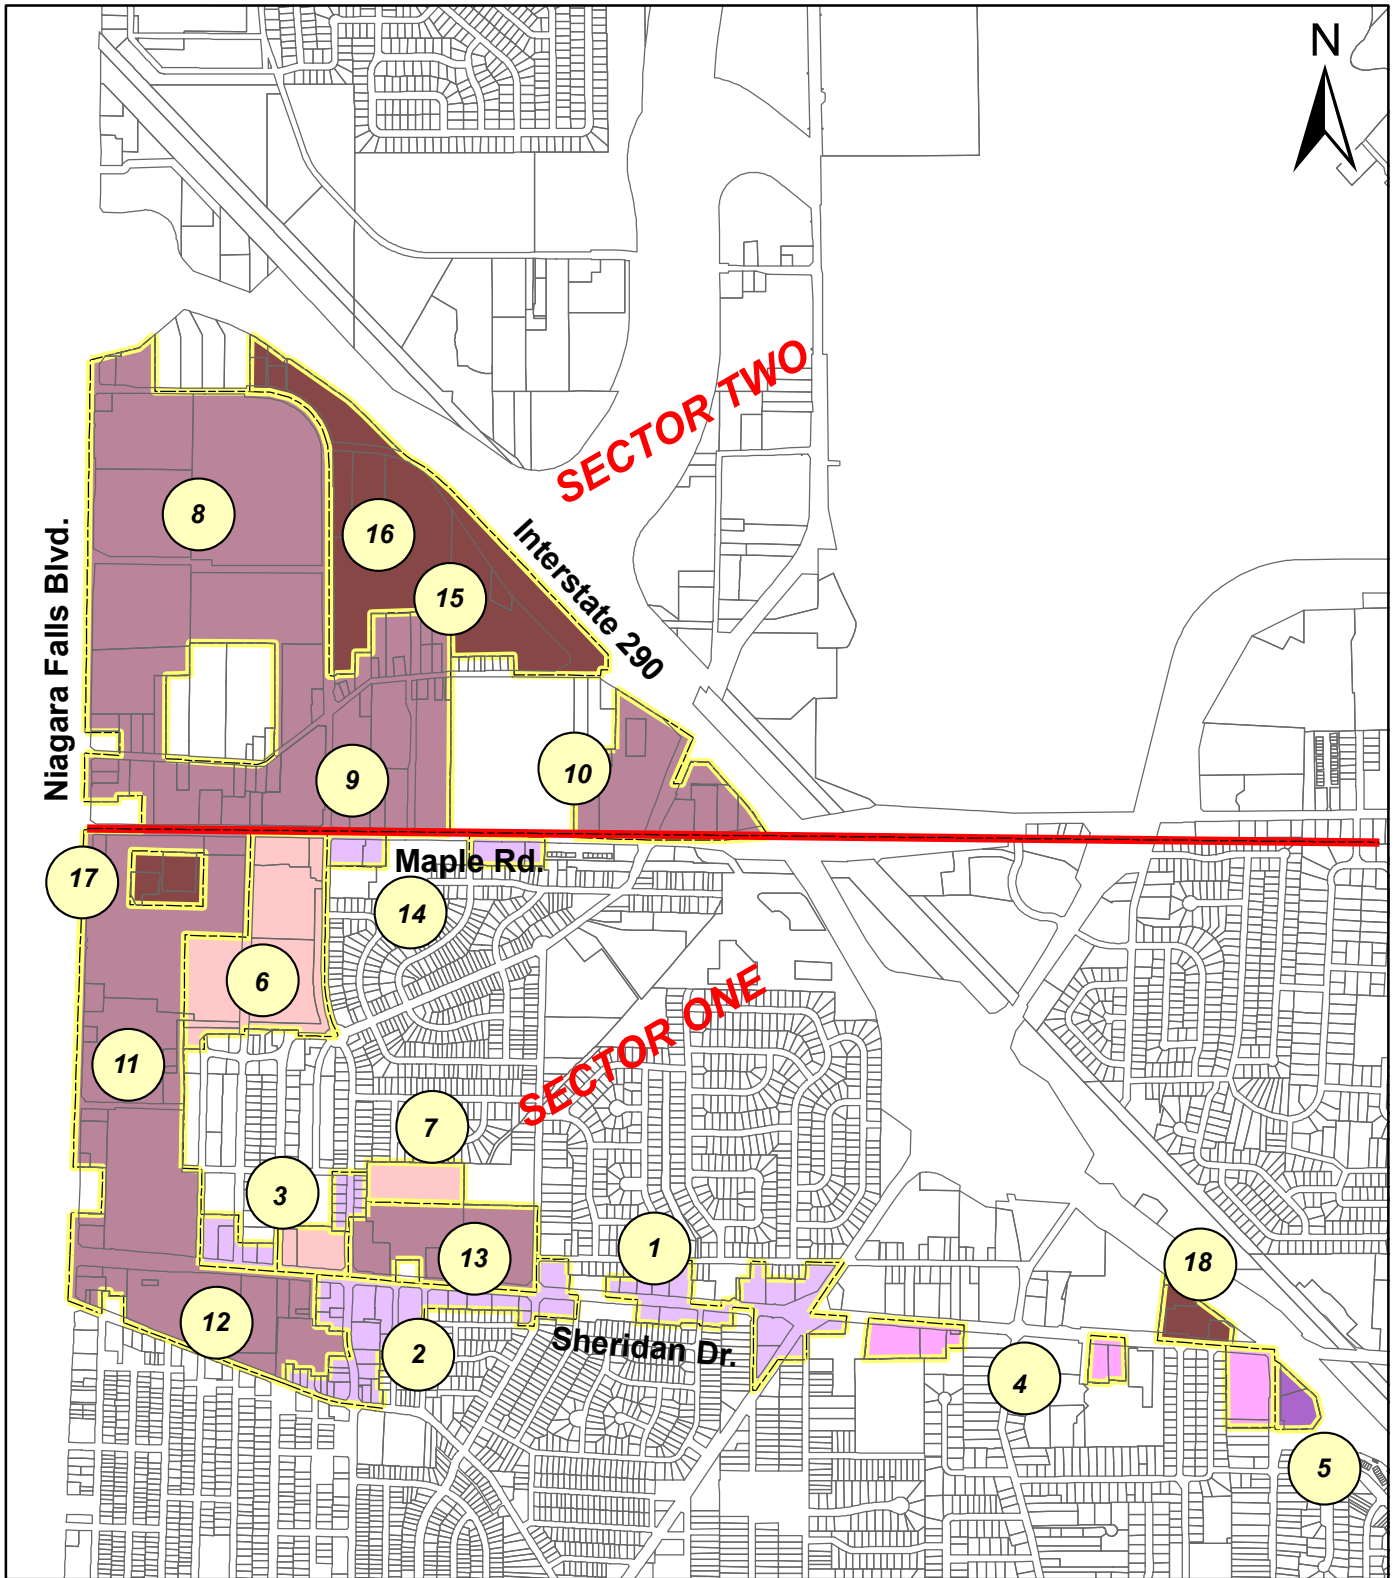 N
SECTOR TWO
8
16
Interstate 290
15
Niagara Falls Blvd.
9
10
Maple Rd.
17
14
6
SECTOR ONE
11
7
3
1
13
18
12
Sheridan Dr.
2
4
5